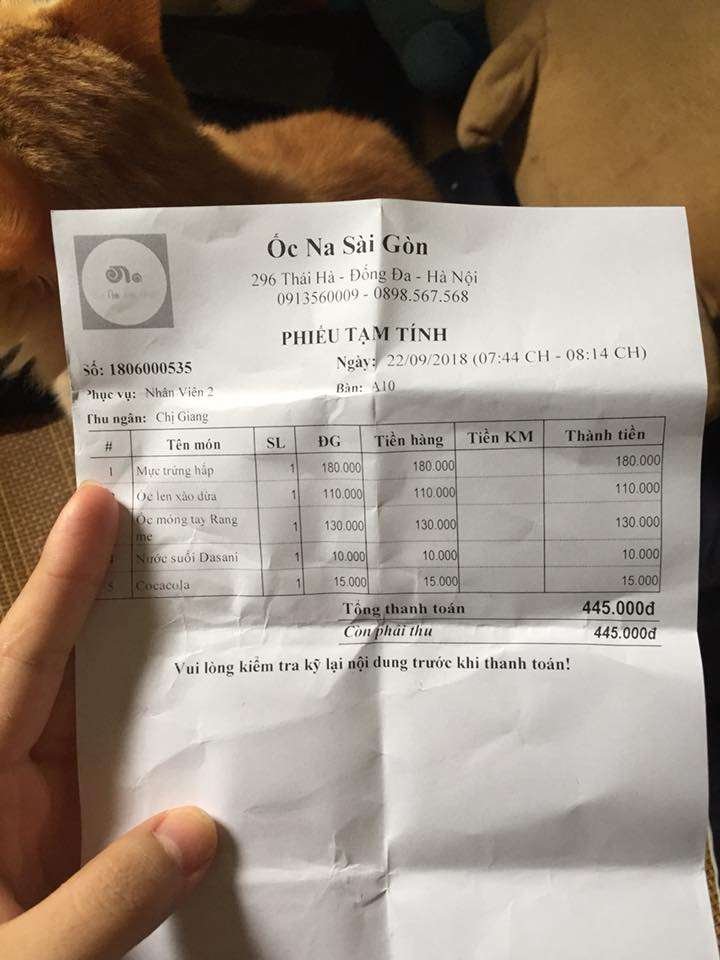 Ốc Na Sài Gòn
296 Thái Hà - Đống Đa - Hà Nội
0913560009 - 0898.567.568
PHIẾU TẠM TÍNH
Số: 1806000535 Ngày: 22/09/2018 (07:44 CH - 08:14 CH)
Phục vụ: Nhân Viên 2 Bàn: A10
Thu ngân: Chị Giang
# Tên món SL ĐG Tiền hàng Tiền KM Thành tiền
1 Mực trứng hấp 1 180.000 180.000 180.000
Ốc len xào dừa 1 110.000 110.000 110.000
Ốc móng tay Rang me 1 130.000 130.000 130.000
4 Nước suối Dasani 1 10.000 10.000 10.000
5 Cocacola 1 15.000 15.000 15.000
Tổng thanh toán 445.000đ
Còn phải thu 445.000đ
Vui lòng kiểm tra kỹ lại nội dung trước khi thanh toán!